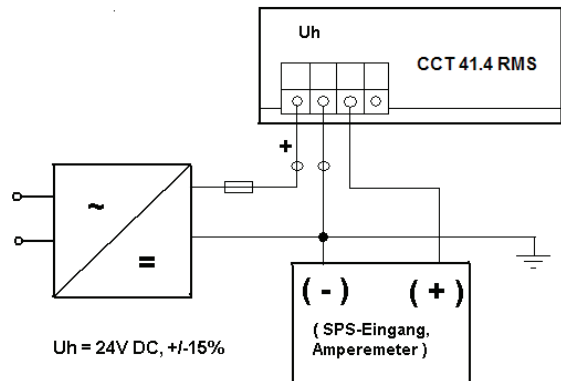 Uh
CCT 41.4 RMS
+
~
=
( - ) ( + )
( SPS-Eingang,
Amperemeter )
Uh = 24V DC, +/-15%